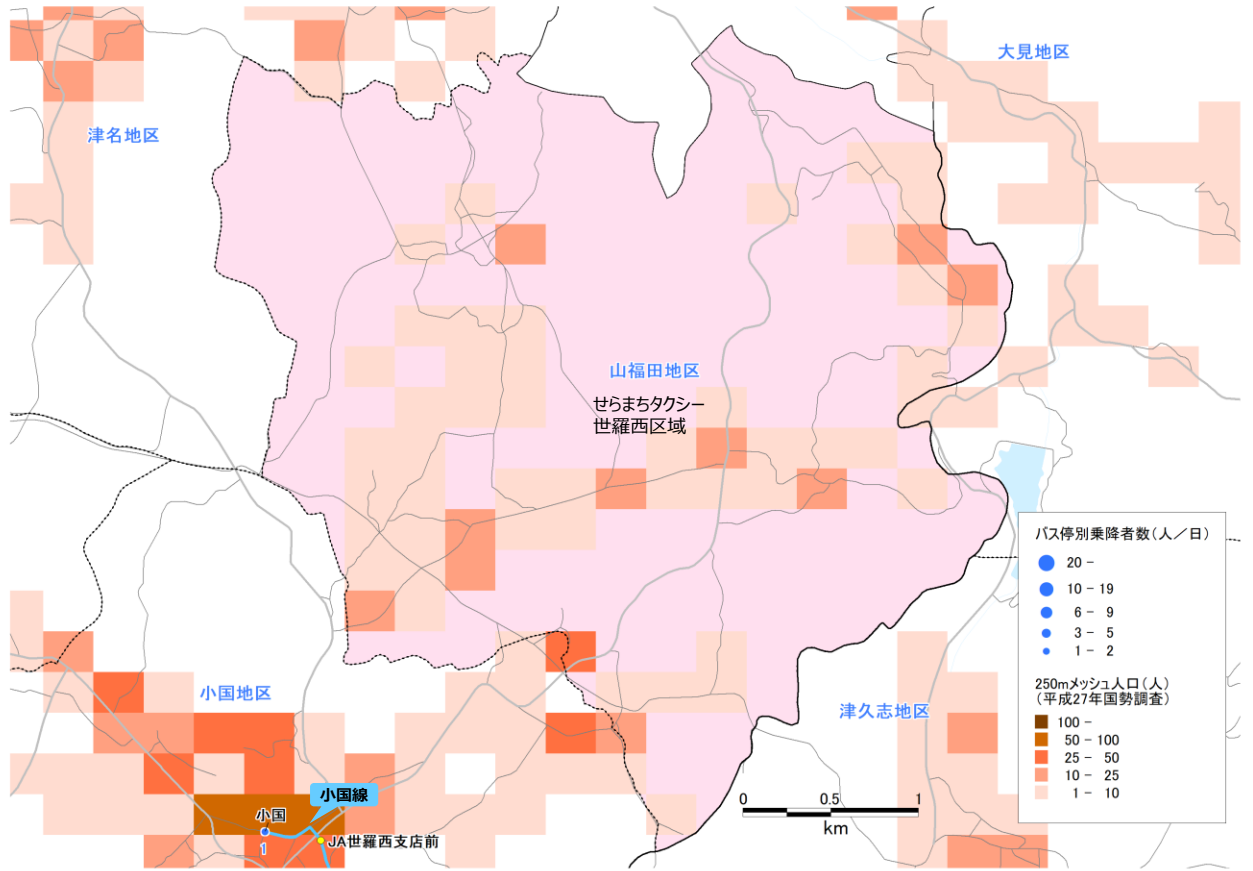 大見地区
津名地区
山福田地区
せらまちタクシー
世羅西区域
小国地区
津久志地区
小国線
小国
1
JA世羅西支店前
0 0.5 1
km
バス停別乗降者数(人/日)
20 -
10 - 19
6 - 9
3 - 5
1 - 2
250mメッシュ人口(人)
(平成27年国勢調査)
100 -
50 - 100
25 - 50
10 - 25
1 - 10